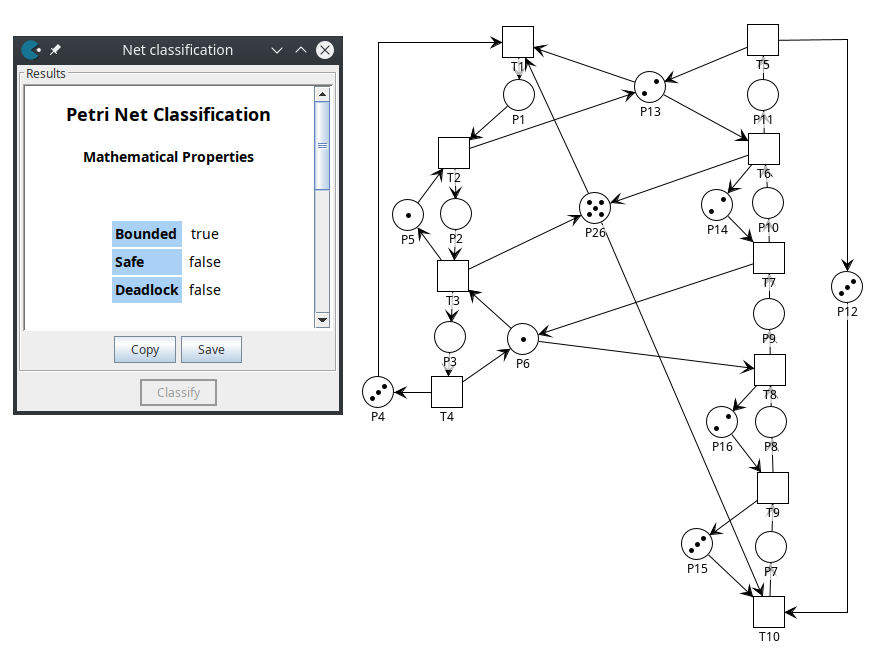 Net classification
Results
Petri Net Classification
Mathematical Properties
Bounded true
Safe false
Deadlock false
Copy Save
Classify
T1
T5
P1
P13
P11
T2
T6
P5
P2
P26
P14
P10
T3
T7
P12
P3
P6
P9
P4
T4
T8
P16
P8
T9
P15
P7
T10